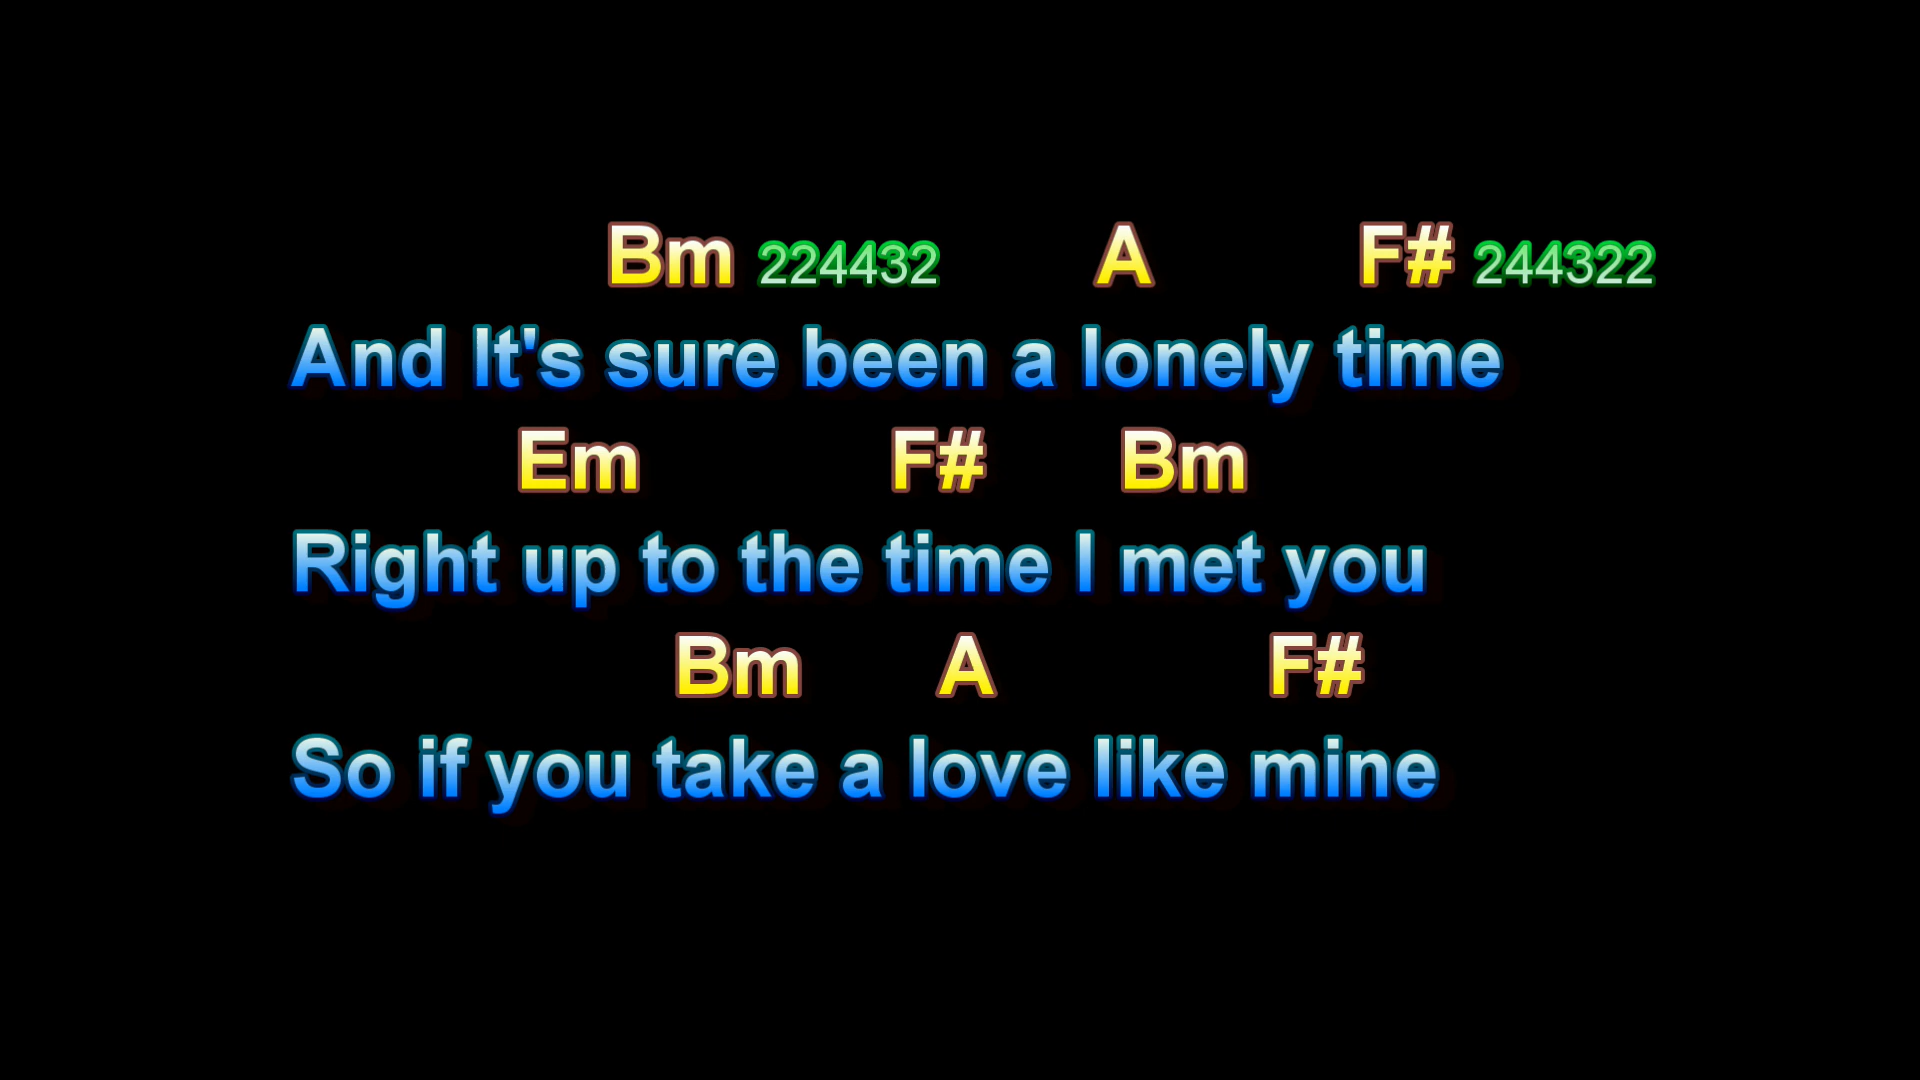 Bm 224432 A F# 244322
And It's sure been a lonely time
Em F# Bm
Right up to the time I met you
Bm A F#
So if you take a love like mine